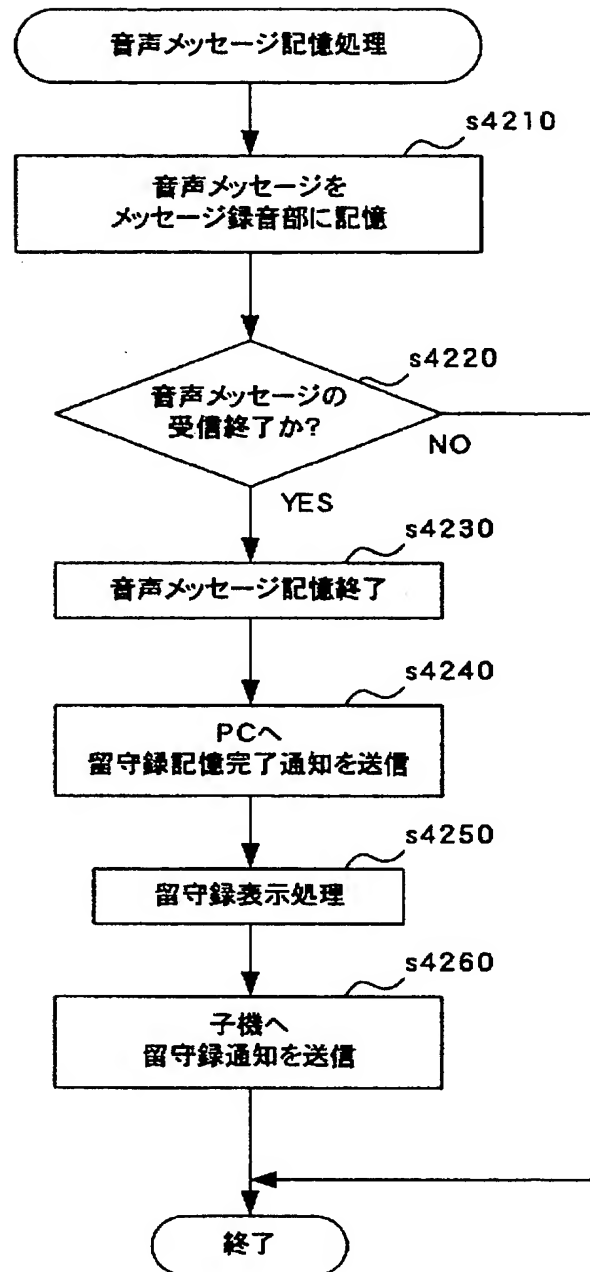 音声メッセージ記憶処理
s4210
音声メッセージを
メッセージ録音部に記憶
s4220
音声メッセージの
受信終了か?
NO
YES
s4230
音声メッセージ記憶終了
s4240
PCへ
留守録記憶完了通知を送信
s4250
留守録表示処理
s4260
子機へ
留守録通知を送信
終了